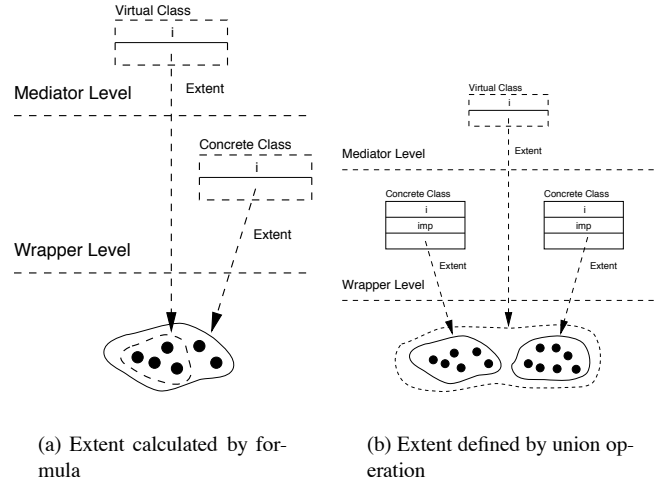 Virtual Class
i
Extent
Mediator Level
Concrete Class
i
Extent
Wrapper Level
(a) Extent calculated by for-
mula
Virtual Class
i
Extent
Mediator Level
Concrete Class
i
imp
Extent
Concrete Class
i
imp
Extent
Wrapper Level
(b) Extent defined by union op-
eration